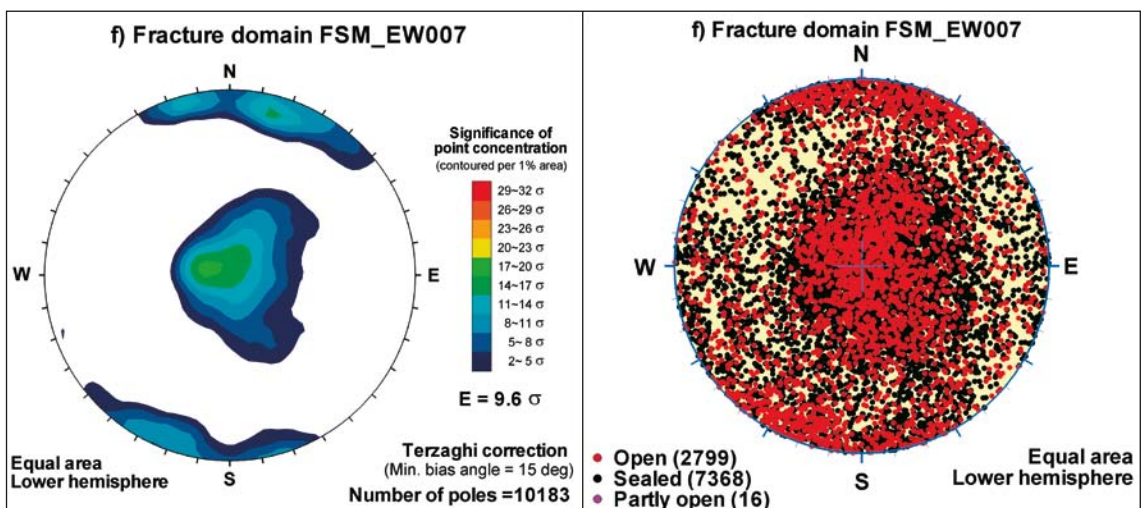 f) Fracture domain FSM_EW007
N
W
E
S
Significance of
point concentration
(contoured per 1% area)
29~32 σ
26~29 σ
23~26 σ
20~23 σ
17~20 σ
14~17 σ
11~14 σ
8~11 σ
5~8 σ
2~5 σ
E = 9.6 σ
Terzaghi correction
(Min. bias angle = 15 deg)
Number of poles =10183
Equal area
Lower hemisphere
f) Fracture domain FSM_EW007
N
W
E
S
Open (2799)
Sealed (7368)
Partly open (16)
Equal area
Lower hemisphere